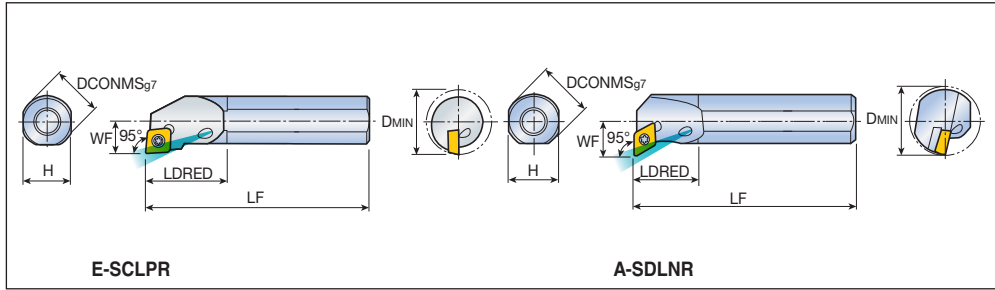 DCONMSg7
WF
95°
H
LDRED
LF
DMIN
E-SCLPR
DCONMSg7
WF
95°
H
LDRED
LF
DMIN
A-SDLNR